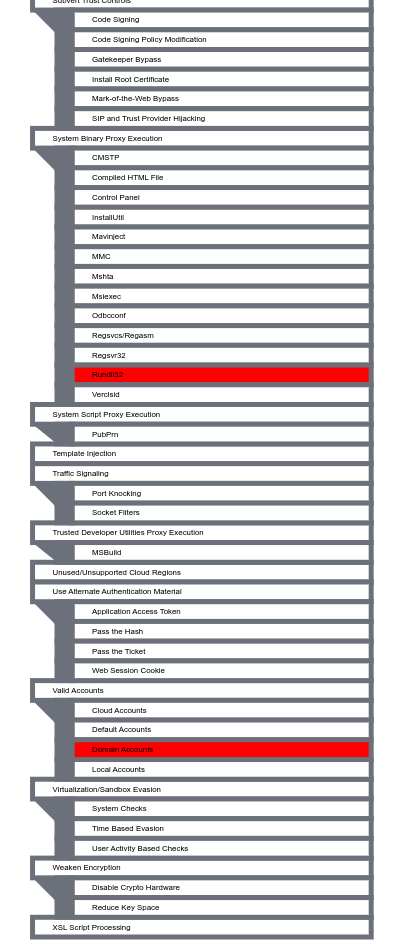 Subvert Trust Controls
Code Signing
Code Signing Policy Modification
Gatekeeper Bypass
Install Root Certificate
Mark-of-the-Web Bypass
SIP and Trust Provider Hijacking
System Binary Proxy Execution
CMSTP
Compiled HTML File
Control Panel
InstallUtil
Mavinject
MMC
Mshta
Msiexec
Odbcconf
Regsvcs/Regasm
Regsvr32
Rundll32
Verclsid
System Script Proxy Execution
PubPrn
Template Injection
Traffic Signaling
Port Knocking
Socket Filters
Trusted Developer Utilities Proxy Execution
MSBuild
Unused/Unsupported Cloud Regions
Use Alternate Authentication Material
Application Access Token
Pass the Hash
Pass the Ticket
Web Session Cookie
Valid Accounts
Cloud Accounts
Default Accounts
Domain Accounts
Local Accounts
Virtualization/Sandbox Evasion
System Checks
Time Based Evasion
User Activity Based Checks
Weaken Encryption
Disable Crypto Hardware
Reduce Key Space
XSL Script Processing